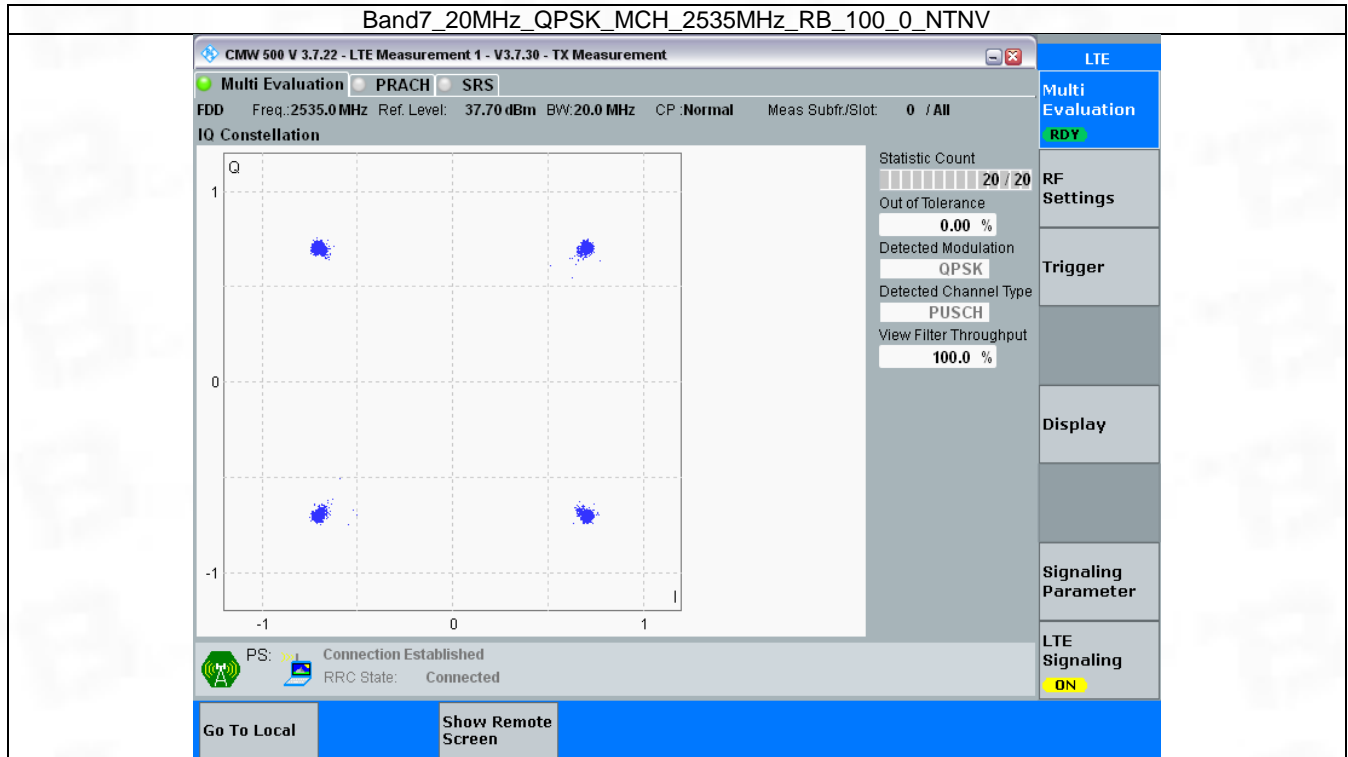 Band7_20MHz_QPSK_MCH_2535MHz_RB_100_0_NTNV
CMW 500 V 3.7.22 - LTE Measurement 1 - V3.7.30 - TX Measurement
LTE
Multi Evaluation PRACH SRS
FDD Freq.:2535.0 MHz Ref. Level: 37.70 dBm BW:20.0 MHz CP :Normal Meas Subfr./Slot: 0 / All
IQ Constellation
Q
1
0
-1
I
-1 0 1
Statistic Count
20 / 20
Out of Tolerance
0.00 %
Detected Modulation
QPSK
Detected Channel Type
PUSCH
View Filter Throughput
100.0 %
Multi
Evaluation
RDY
RF
Settings
Trigger
Display
Signaling
Parameter
LTE
Signaling
ON
PS: Connection Established
RRC State: Connected
Go To Local
Show Remote
Screen